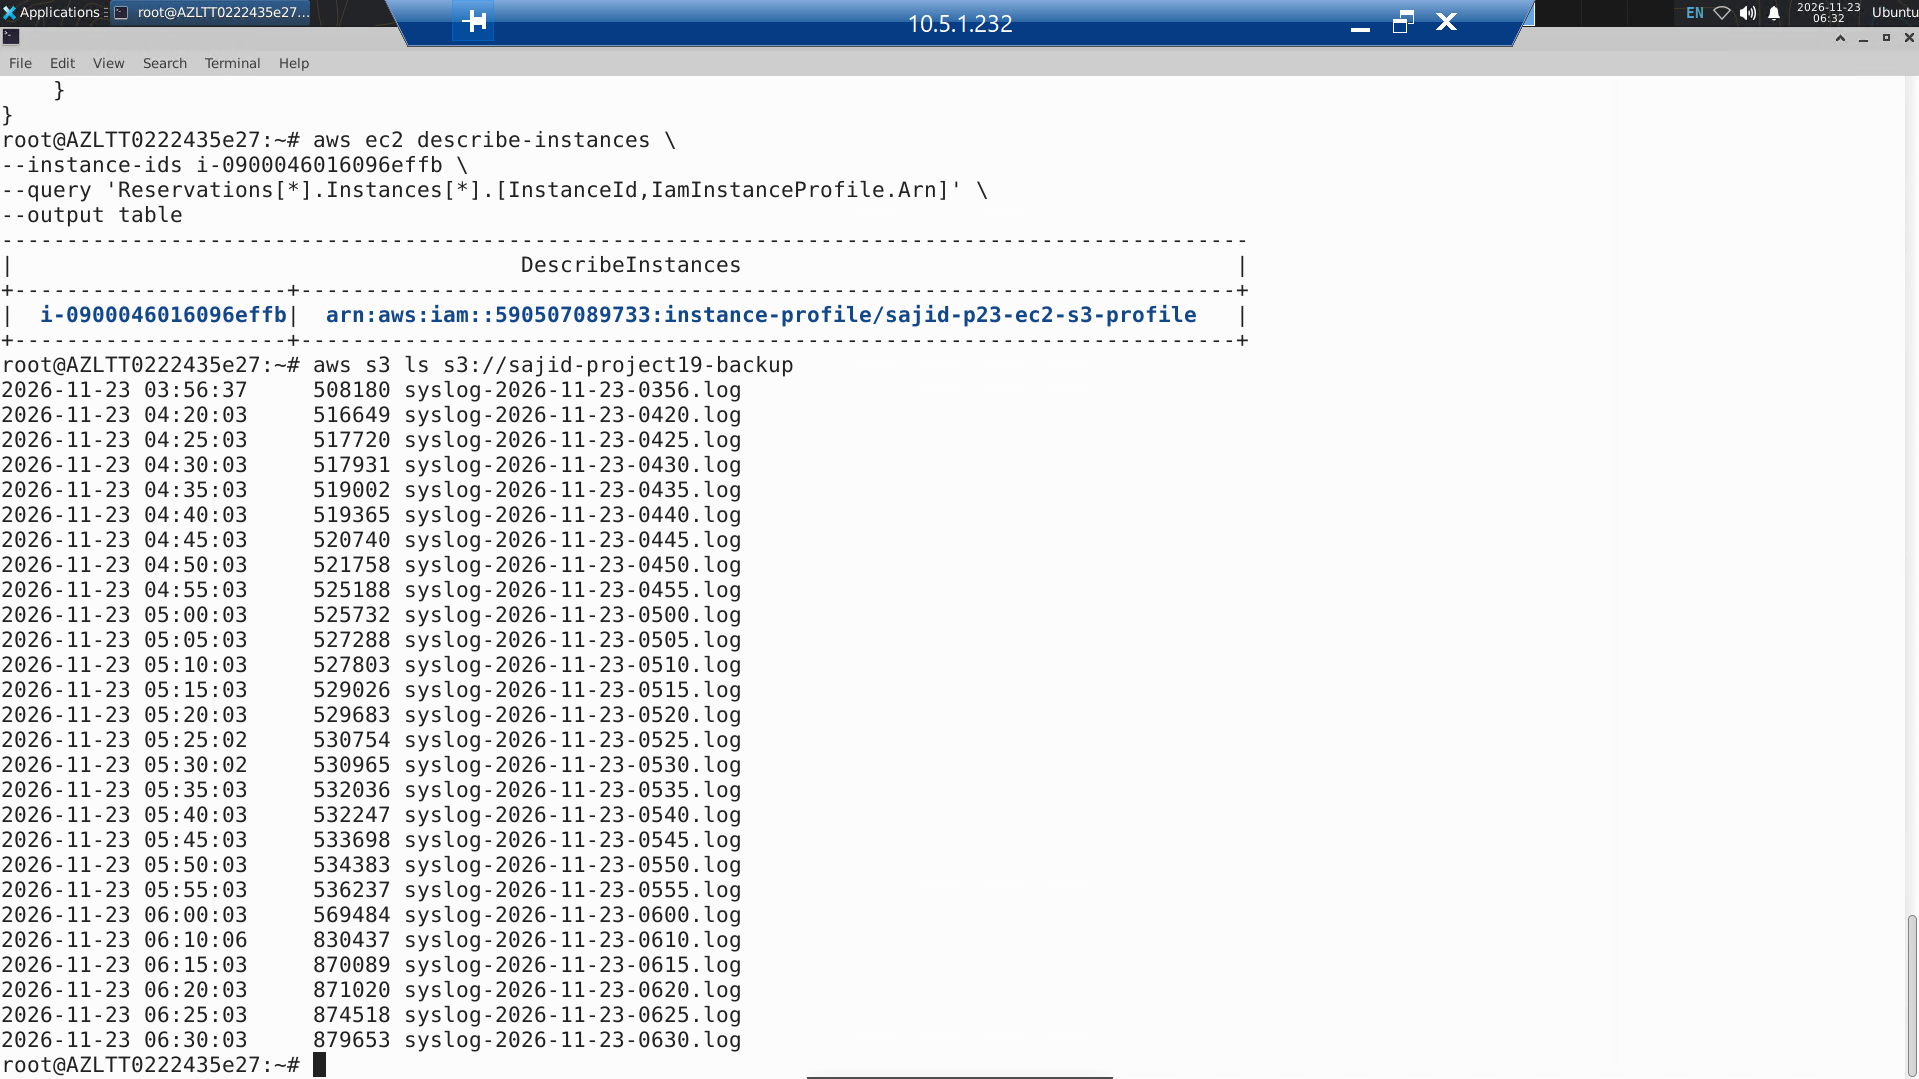 Applications
root@AZLTT0222435e27:...
10.5.1.232
EN
2026-11-23
06:32
Ubuntu
File Edit View Search Terminal Help
    }
}
root@AZLTT0222435e27:~# aws ec2 describe-instances \
--instance-ids i-0900046016096effb \
--query 'Reservations[*].Instances[*].[InstanceId,IamInstanceProfile.Arn]' \
--output table
------------------------------------------------------------------------------------------------
|                                       DescribeInstances                                      |
+---------------------+------------------------------------------------------------------------+
|  i-0900046016096effb|  arn:aws:iam::590507089733:instance-profile/sajid-p23-ec2-s3-profile   |
+---------------------+------------------------------------------------------------------------+
root@AZLTT0222435e27:~# aws s3 ls s3://sajid-project19-backup
2026-11-23 03:56:37     508180 syslog-2026-11-23-0356.log
2026-11-23 04:20:03     516649 syslog-2026-11-23-0420.log
2026-11-23 04:25:03     517720 syslog-2026-11-23-0425.log
2026-11-23 04:30:03     517931 syslog-2026-11-23-0430.log
2026-11-23 04:35:03     519002 syslog-2026-11-23-0435.log
2026-11-23 04:40:03     519365 syslog-2026-11-23-0440.log
2026-11-23 04:45:03     520740 syslog-2026-11-23-0445.log
2026-11-23 04:50:03     521758 syslog-2026-11-23-0450.log
2026-11-23 04:55:03     525188 syslog-2026-11-23-0455.log
2026-11-23 05:00:03     525732 syslog-2026-11-23-0500.log
2026-11-23 05:05:03     527288 syslog-2026-11-23-0505.log
2026-11-23 05:10:03     527803 syslog-2026-11-23-0510.log
2026-11-23 05:15:03     529026 syslog-2026-11-23-0515.log
2026-11-23 05:20:03     529683 syslog-2026-11-23-0520.log
2026-11-23 05:25:02     530754 syslog-2026-11-23-0525.log
2026-11-23 05:30:02     530965 syslog-2026-11-23-0530.log
2026-11-23 05:35:03     532036 syslog-2026-11-23-0535.log
2026-11-23 05:40:03     532247 syslog-2026-11-23-0540.log
2026-11-23 05:45:03     533698 syslog-2026-11-23-0545.log
2026-11-23 05:50:03     534383 syslog-2026-11-23-0550.log
2026-11-23 05:55:03     536237 syslog-2026-11-23-0555.log
2026-11-23 06:00:03     569484 syslog-2026-11-23-0600.log
2026-11-23 06:10:06     830437 syslog-2026-11-23-0610.log
2026-11-23 06:15:03     870089 syslog-2026-11-23-0615.log
2026-11-23 06:20:03     871020 syslog-2026-11-23-0620.log
2026-11-23 06:25:03     874518 syslog-2026-11-23-0625.log
2026-11-23 06:30:03     879653 syslog-2026-11-23-0630.log
root@AZLTT0222435e27:~#